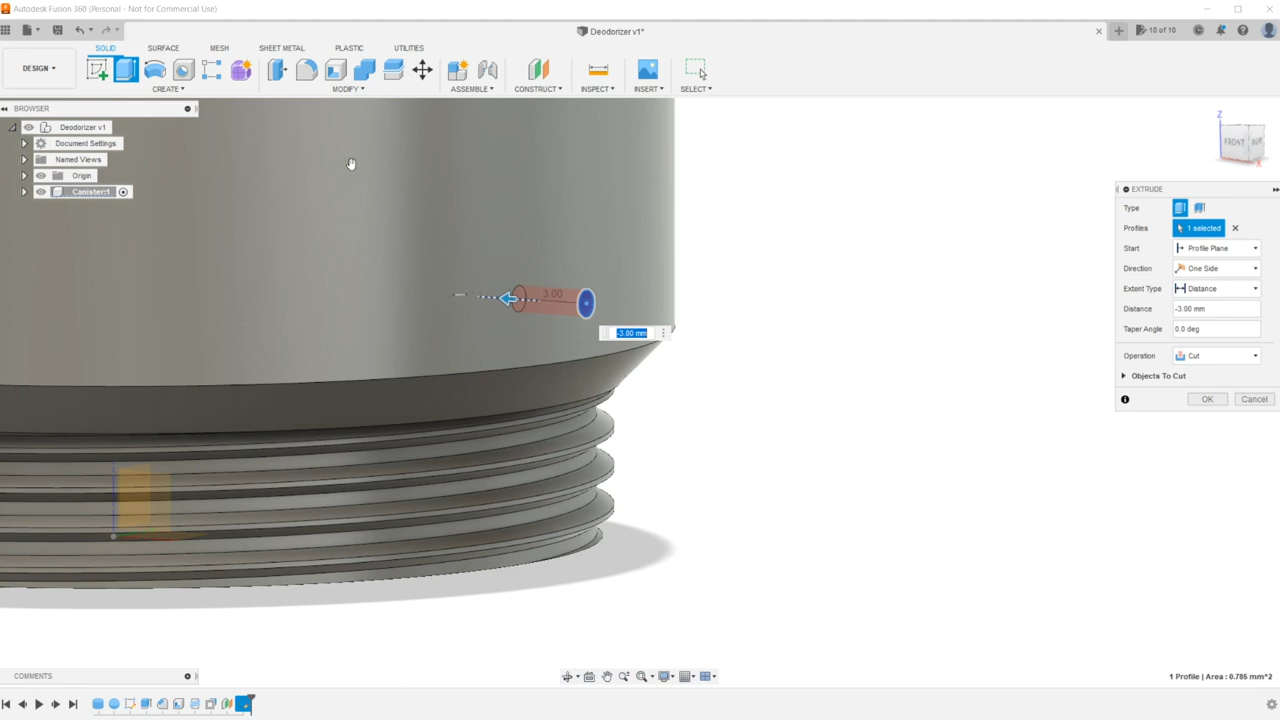 Autodesk Fusion 360 (Personal - Not for Commercial Use)
Deodorizer v1*
10 of 10
SOLID SURFACE MESH SHEET METAL PLASTIC UTILITIES
DESIGN
CREATE MODIFY ASSEMBLE CONSTRUCT INSPECT INSERT SELECT
BROWSER
Deodorizer v1
Document Settings
Named Views
Origin
Canister:1
Z
FRONT
X
3.00
-3.00 mm
EXTRUDE
Type
Profiles 1 selected
Start Profile Plane
Direction One Side
Extent Type Distance
Distance -3.00 mm
Taper Angle 0.0 deg
Operation Cut
Objects To Cut
OK Cancel
COMMENTS
1 Profile | Area : 0.785 mm^2